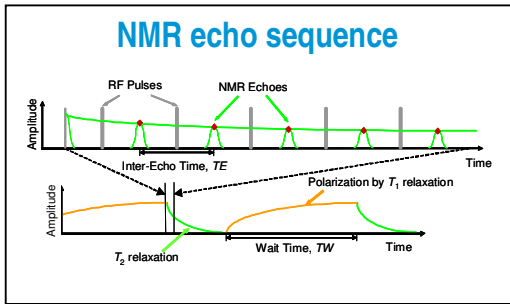 NMR echo sequence
RF Pulses
NMR Echoes
Amplitude
Inter-Echo Time, TE
Time
Polarization by T1 relaxation
Amplitude
T2 relaxation
Wait Time, TW
Time